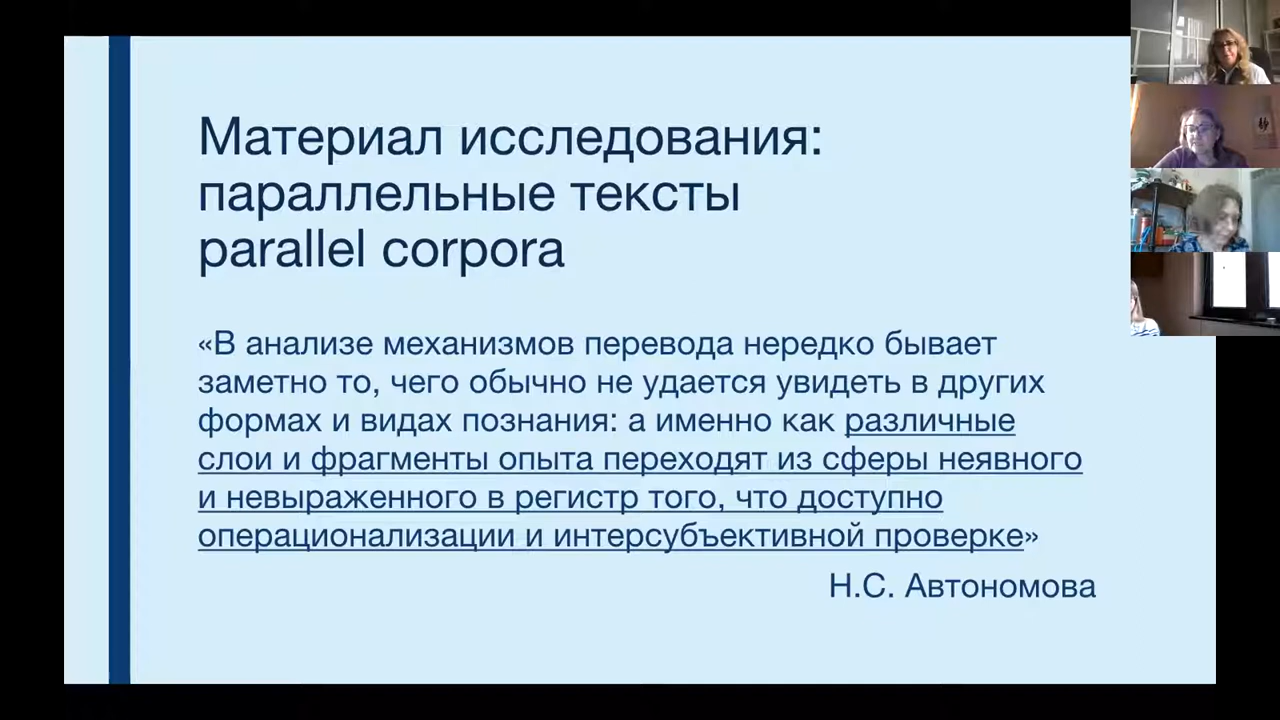 Материал исследования:
параллельные тексты
parallel corpora
«В анализе механизмов перевода нередко бывает
заметно то, чего обычно не удается увидеть в других
формах и видах познания: а именно как различные
слои и фрагменты опыта переходят из сферы неявного
и невыраженного в регистр того, что доступно
операционализации и интерсубъективной проверке»
Н.С. Автономова